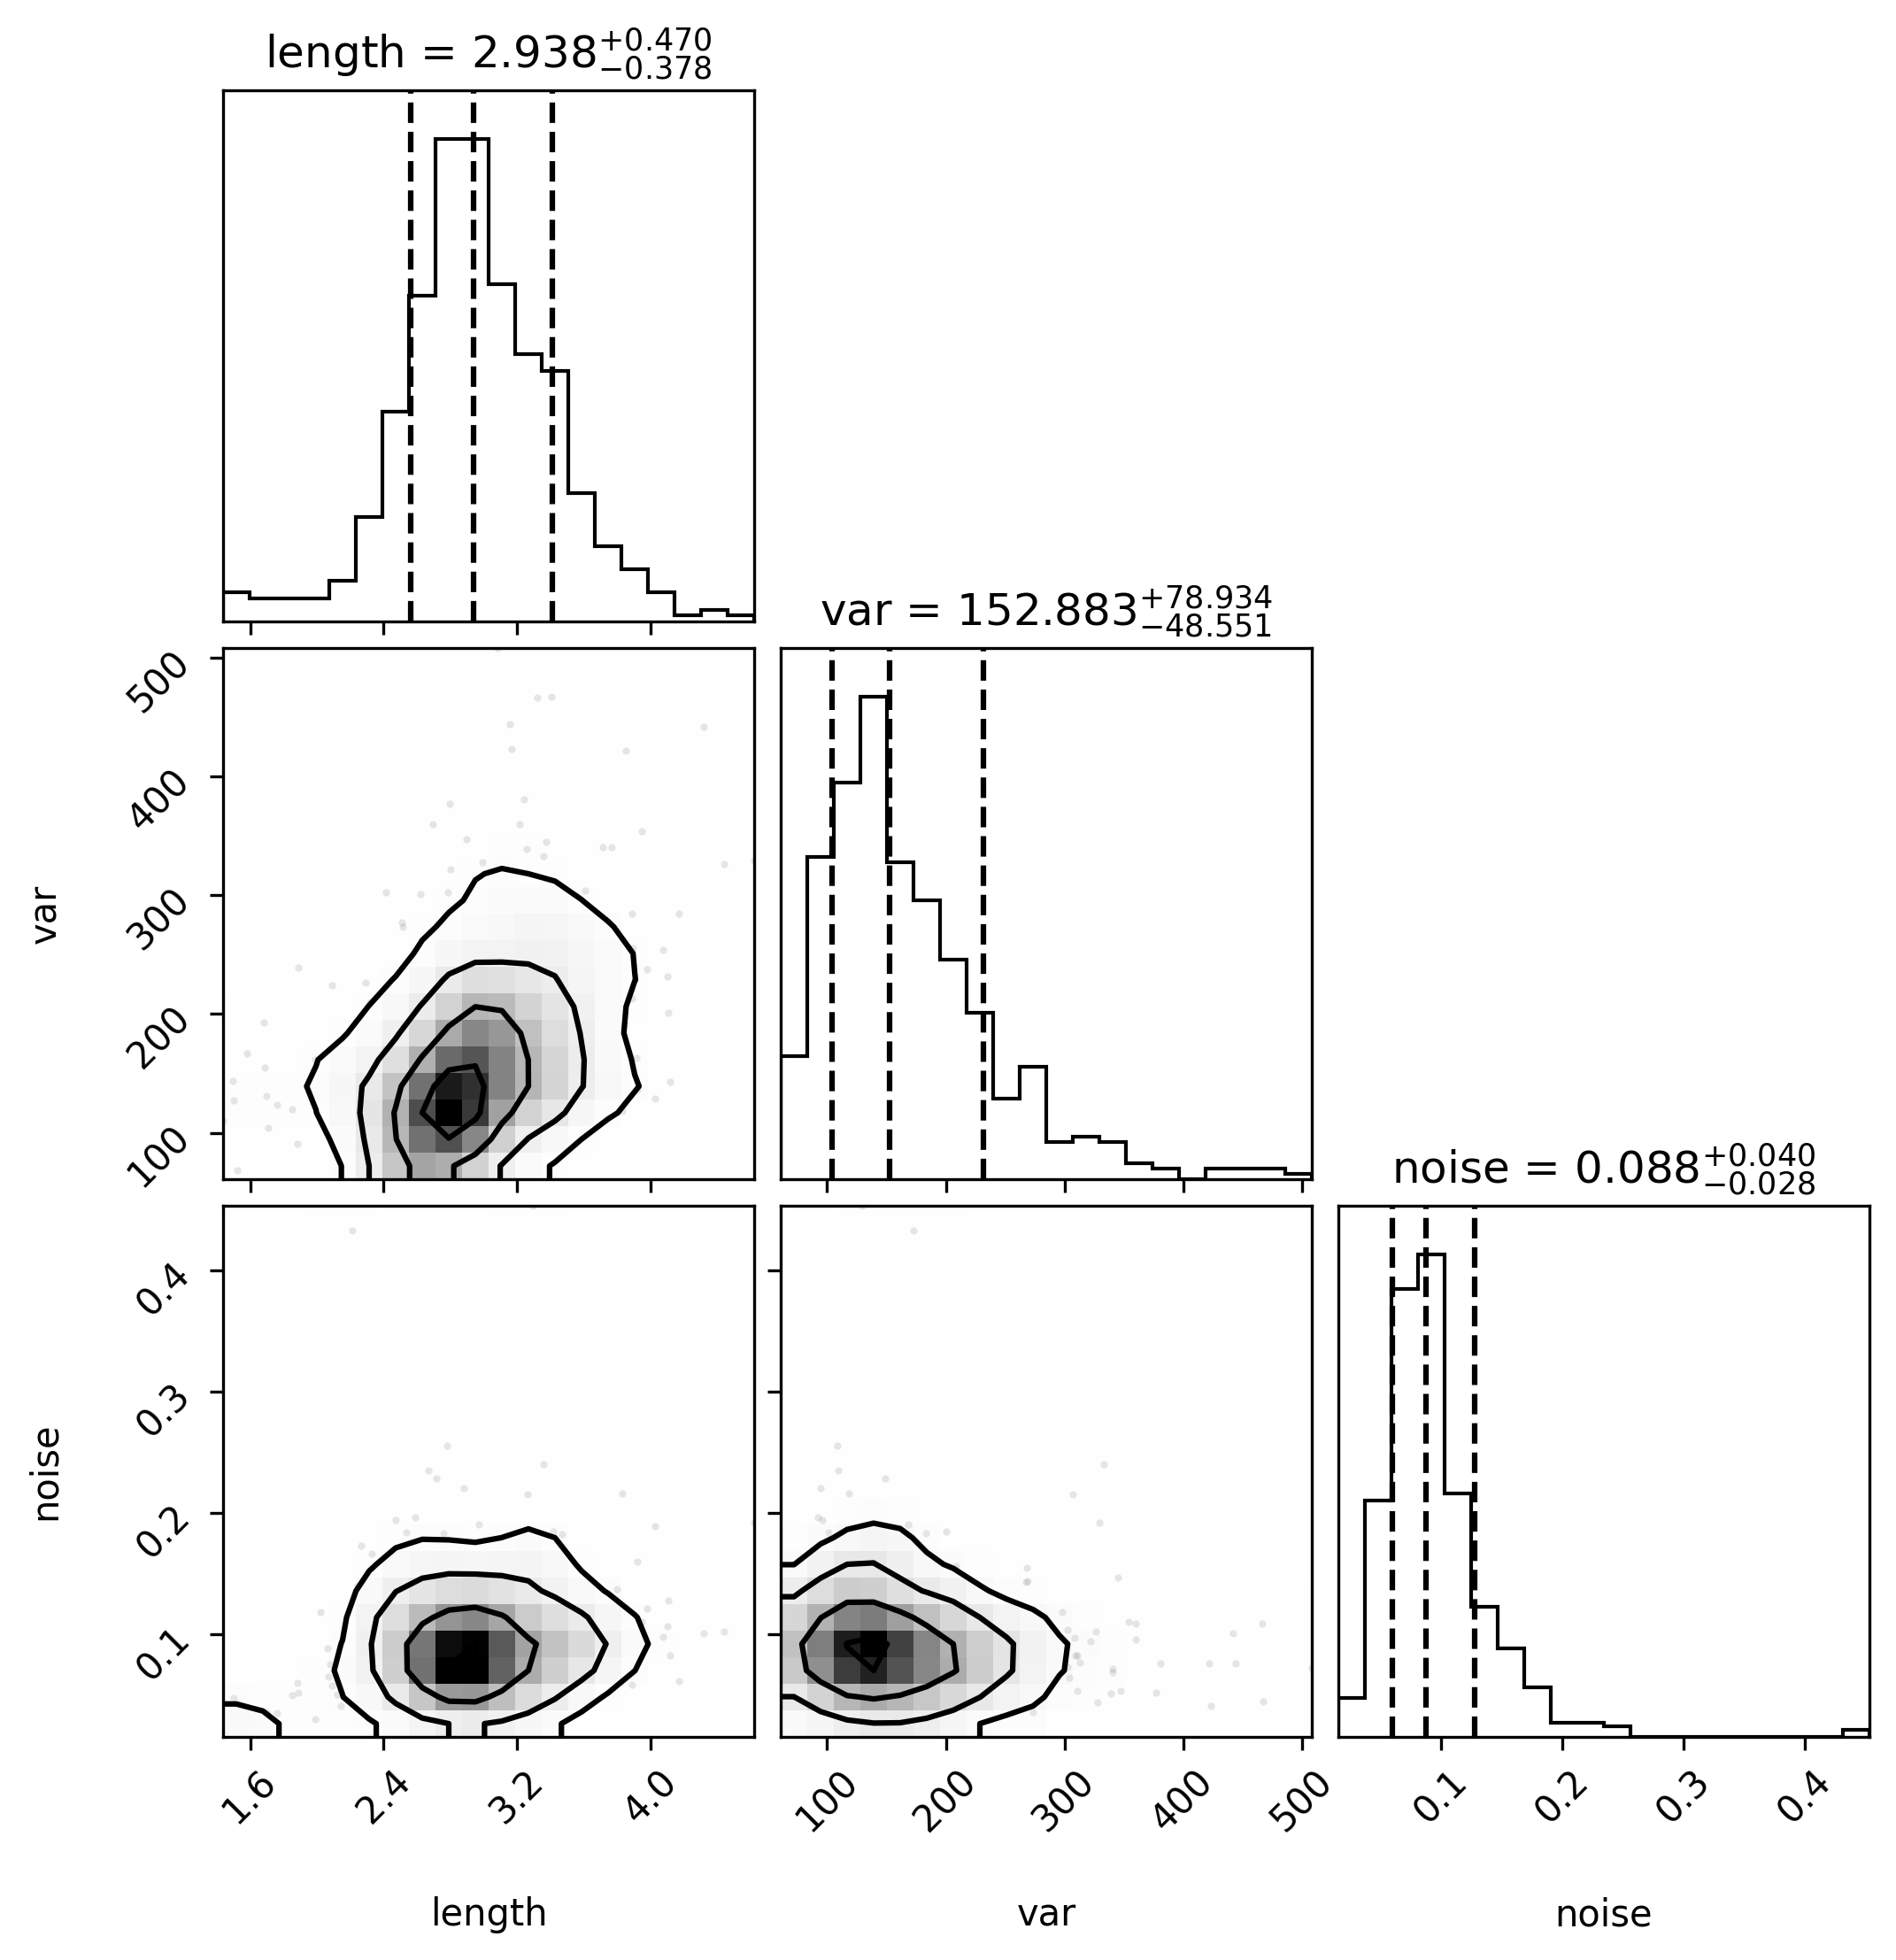 length = 2.938 +0.470 −0.378
var = 152.883 +78.934 −48.551
500
400
300
200
100
var
noise = 0.088 +0.040 −0.028
0.4
0.3
0.2
0.1
noise
1.6 2.4 3.2 4.0
100 200 300 400 500
0.1 0.2 0.3 0.4
length var noise